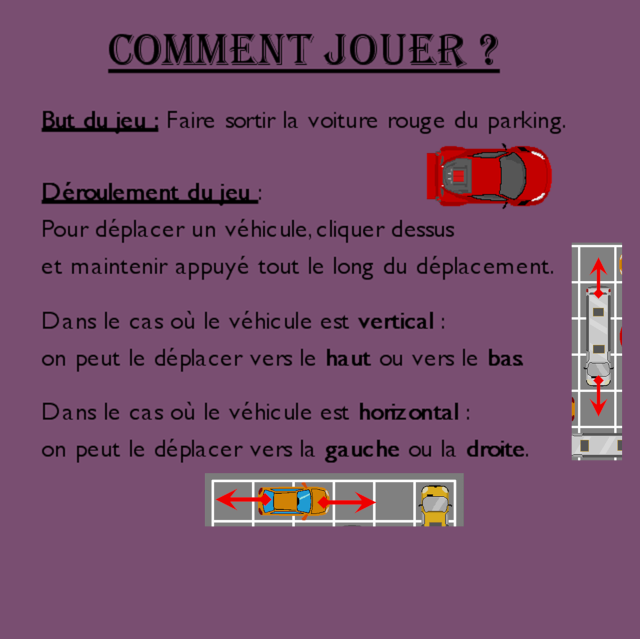 COMMENT JOUER ?
But du jeu : Faire sortir la voiture rouge du parking.
Déroulement du jeu :
Pour déplacer un véhicule, cliquer dessus
et maintenir appuyé tout le long du déplacement.
Dans le cas où le véhicule est vertical :
on peut le déplacer vers le haut ou vers le bas.
Dans le cas où le véhicule est horizontal :
on peut le déplacer vers la gauche ou la droite.